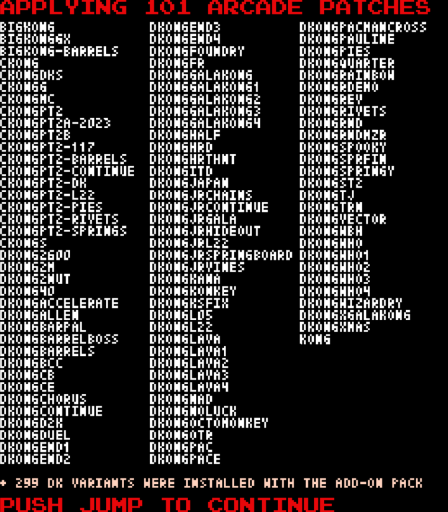 APPLYING 101 ARCADE PATCHES
BIGKONG
BIGKONGGX
BIGKONG-BARRELS
CKONG
CKONGDKS
CKONGG
CKONGMC
CKONGPT2
CKONGPT2A-2023
CKONGPT2B
CKONGPT2-117
CKONGPT2-BARRELS
CKONGPT2-CONTINUE
CKONGPT2-DK
CKONGPT2-L22
CKONGPT2-PIES
CKONGPT2-RIVETS
CKONGPT2-SPRINGS
CKONGS
DKONG2600
DKONG2M
DKONG2NUT
DKONG40
DKONGACCELERATE
DKONGALLEN
DKONGBARPAL
DKONGBARRELBOSS
DKONGBARRELS
DKONGBCC
DKONGCB
DKONGCE
DKONGCHORUS
DKONGCONTINUE
DKONGD2K
DKONGDUEL
DKONGEND1
DKONGEND2
DKONGEND3
DKONGEND4
DKONGFOUNDRY
DKONGFR
DKONGGALAKONG
DKONGGALAKONG1
DKONGGALAKONG2
DKONGGALAKONG3
DKONGGALAKONG4
DKONGHALF
DKONGHRD
DKONGHRTHNT
DKONGITD
DKONGJAPAN
DKONGJRCHAINS
DKONGJRCONTINUE
DKONGJRGALA
DKONGJRHIDEOUT
DKONGJRL22
DKONGJRSPRINGBOARD
DKONGJRVINES
DKONGKANA
DKONGKONKEY
DKONGKSFIX
DKONGL05
DKONGL22
DKONGLAVA
DKONGLAVA1
DKONGLAVA2
DKONGLAVA3
DKONGLAVA4
DKONGMAD
DKONGNOLUCK
DKONGOCTOMONKEY
DKONGOTR
DKONGPAC
DKONGPACE
DKONGPACMANCROSS
DKONGPAULINE
DKONGPIES
DKONGQUARTER
DKONGRAINBOW
DKONGRDEMO
DKONGREV
DKONGRIVETS
DKONGRND
DKONGRNDMZR
DKONGSPOOKY
DKONGSPRFIN
DKONGSPRINGY
DKONGST2
DKONGTJ
DKONGTRN
DKONGVECTOR
DKONGWBH
DKONGWHO
DKONGWHO1
DKONGWHO2
DKONGWHO3
DKONGWHO4
DKONGWIZARDRY
DKONGXGALAKONG
DKONGXMAS
KONG
+ 299 DK VARIANTS WERE INSTALLED WITH THE ADD-ON PACK
PUSH JUMP TO CONTINUE